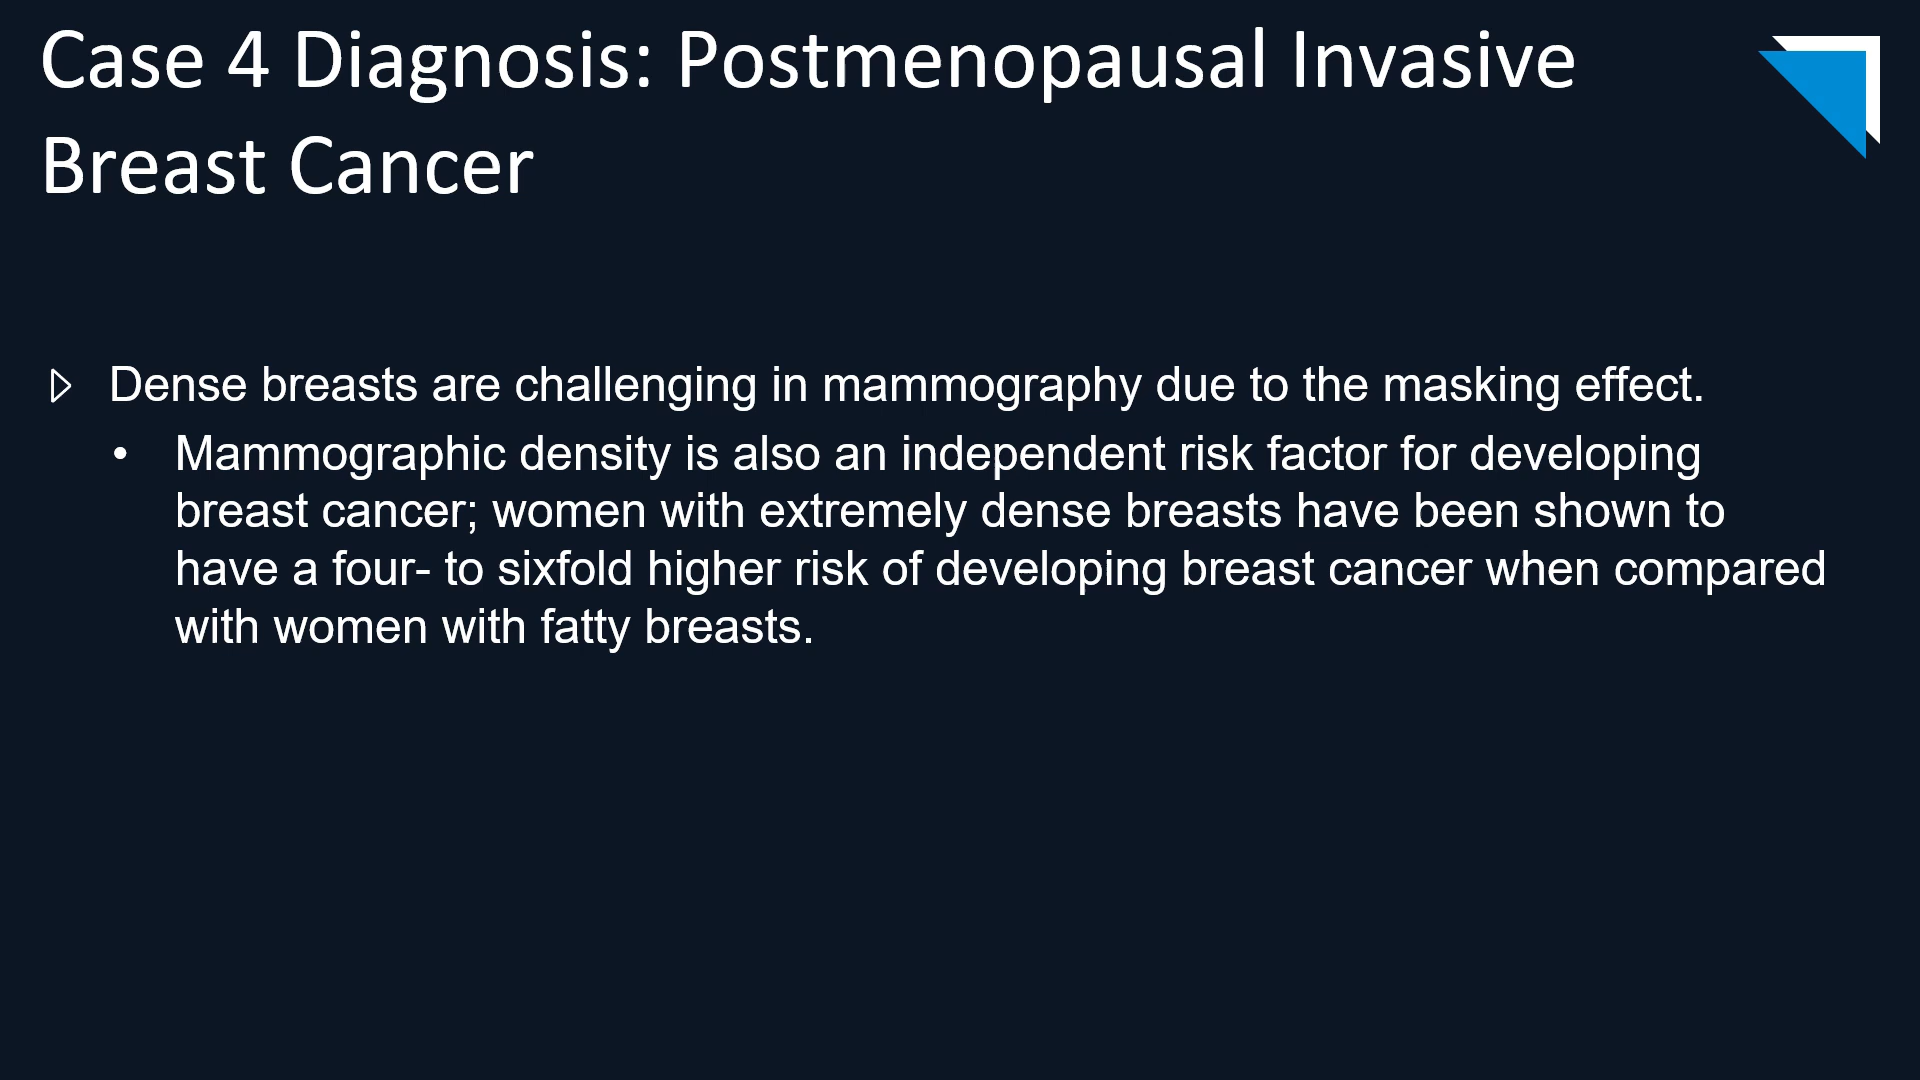 Case 4 Diagnosis: Postmenopausal Invasive
Breast Cancer
Dense breasts are challenging in mammography due to the masking effect.
• Mammographic density is also an independent risk factor for developing
breast cancer; women with extremely dense breasts have been shown to
have a four- to sixfold higher risk of developing breast cancer when compared
with women with fatty breasts.